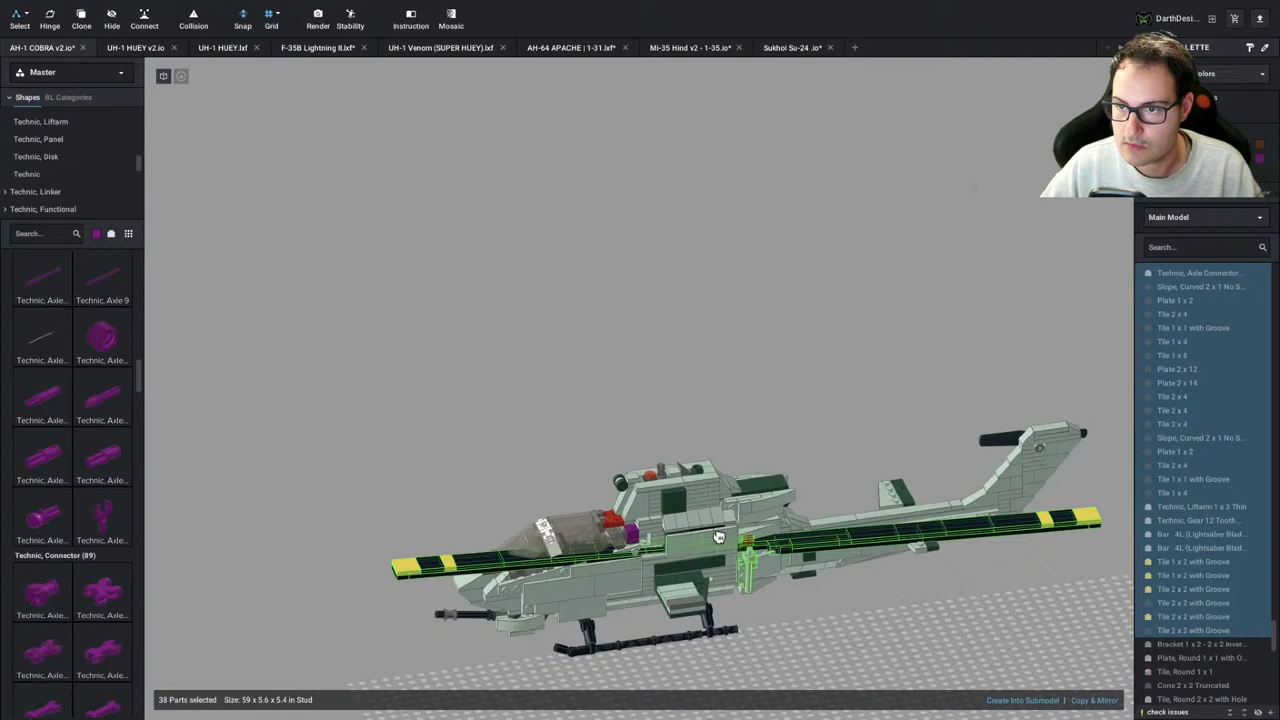 Select Hinge Clone Hide Connect Collision Snap Grid Render Stability Instruction Mosaic
DarthDesi...
AH-1 COBRA v2.io* UH-1 HUEY v2.io UH-1 HUEY.lxf F-35B Lightning II.lxf* UH-1 Venom (SUPER HUEY).lxf AH-64 APACHE | 1-31.lxf* Mi-35 Hind v2 - 1-35.io* Sukhoi Su-24 .io*
LETTE
Master
olors
Shapes BL Categories
Technic, Liftarm
Technic, Panel
Technic, Disk
Technic
Technic, Linker
Technic, Functional
Search...
Technic, Axle... Technic, Axle 9
Technic, Axle... Technic, Axle...
Technic, Axle... Technic, Axle...
Technic, Axle... Technic, Axle...
Technic, Axle... Technic, Axle...
Technic, Connector (89)
Technic, Axle... Technic, Axle...
Technic, Axle... Technic, Axle...
Main Model
Search...
Technic, Axle Connector...
Slope, Curved 2 x 1 No S...
Plate 1 x 2
Tile 2 x 4
Tile 1 x 1 with Groove
Tile 1 x 4
Tile 1 x 6
Plate 2 x 12
Plate 2 x 14
Tile 2 x 4
Tile 2 x 4
Tile 2 x 4
Slope, Curved 2 x 1 No S...
Plate 1 x 2
Tile 2 x 4
Tile 1 x 1 with Groove
Tile 1 x 4
Technic, Liftarm 1 x 3 Thin
Technic, Gear 12 Tooth...
Bar 4L (Lightsaber Blad...
Bar 4L (Lightsaber Blad...
Tile 1 x 2 with Groove
Tile 1 x 2 with Groove
Tile 2 x 2 with Groove
Tile 2 x 2 with Groove
Tile 2 x 2 with Groove
Tile 2 x 2 with Groove
Bracket 1 x 2 - 2 x 2 Inver...
Plate, Round 1 x 1 with O...
Tile, Round 1 x 1
Cone 2 x 2 Truncated
Tile, Round 2 x 2 with Hole
check issues
38 Parts selected Size: 59 x 5.6 x 5.4 in Stud
Create Into Submodel | Copy & Mirror